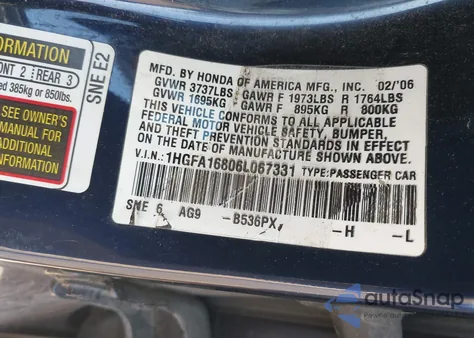 FORMATION
ONT 2 REAR 3
ed 385kg or 850lbs.
SEE OWNER'S
MANUAL FOR
ADDITIONAL
INFORMATION
SNE E2
MFD. BY HONDA OF AMERICA MFG., INC. 02/'06
GVWR 3737LBS GAWR F 1973LBS R 1764LBS
GVWR 1695KG GAWR F 895KG R 800KG
THIS VEHICLE CONFORMS TO ALL APPLICABLE
FEDERAL MOTOR VEHICLE SAFETY, BUMPER,
AND THEFT PREVENTION STANDARDS IN EFFECT
ON THE DATE OF MANUFACTURE SHOWN ABOVE.
V.I.N.: 1HGFA16806L067331 TYPE: PASSENGER CAR
SME 6 AG9 -B536PX -H -L
autoSnap